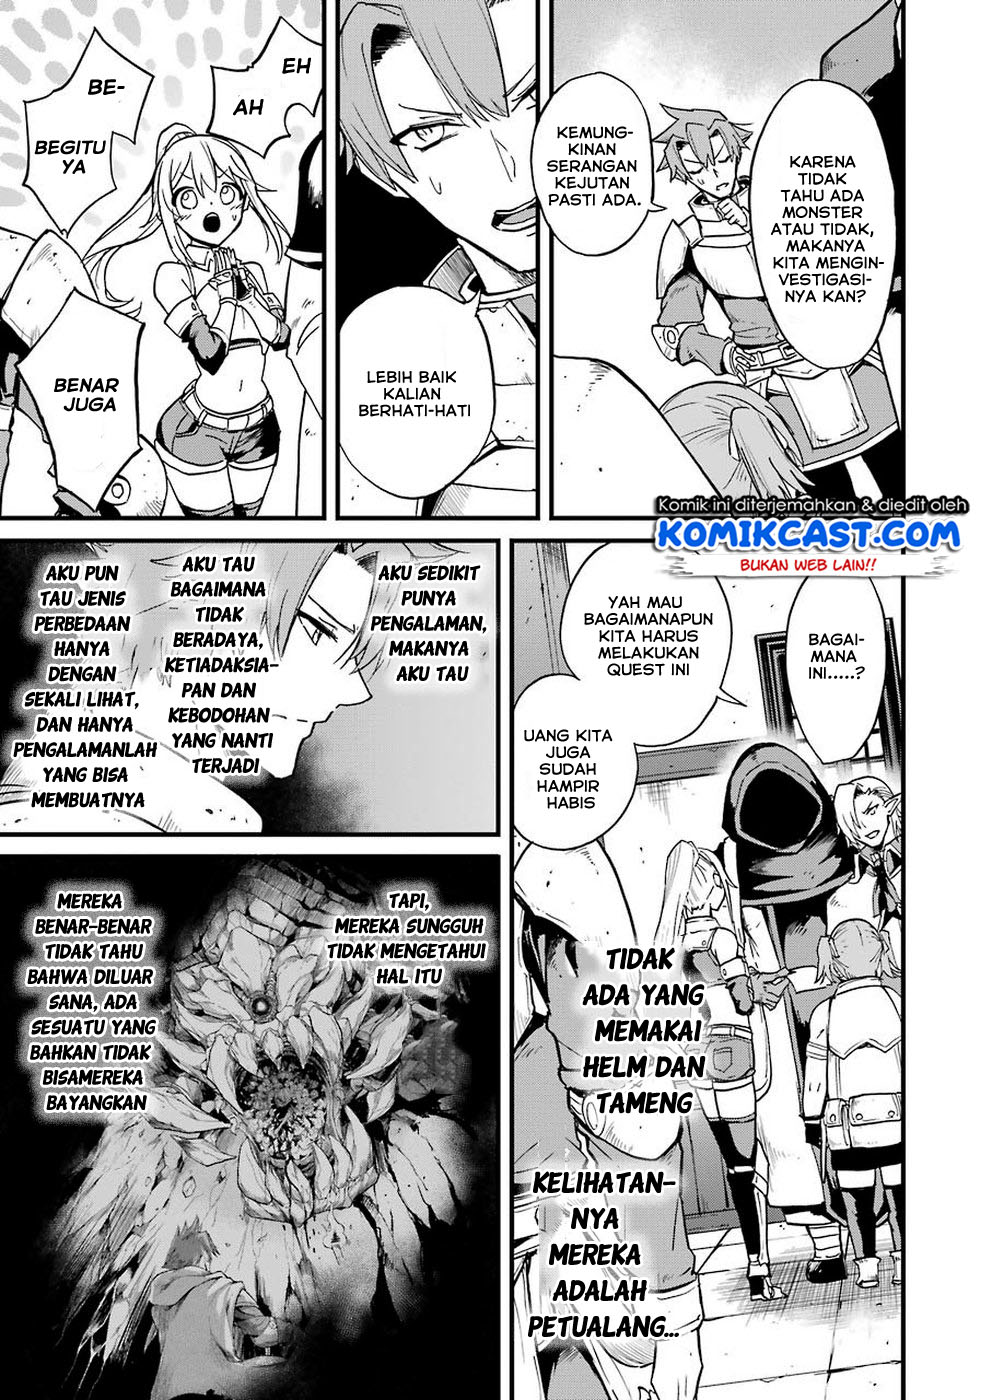 KARENA
TIDAK
TAHU ADA
MONSTER
ATAU TIDAK,
MAKANYA
KITA MENGIN-
VESTIGASI-
NYA KAN?
KEMUNG-
KINAN
SERANGAN
KEJUTAN
PASTI ADA.
LEBIH BAIK
KALIAN
BERHATI-HATI
EH
AH
BE-
BEGITU
YA
BENAR
JUGA
Komik ini diterjemahkan & diedit oleh
KOMIKCAST.COM
BUKAN WEB LAIN!!
BAGAI-
MANA
INI.....?
YAH MAU
BAGAIMANAPUN
KITA HARUS
MELAKUKAN
QUEST INI
UANG KITA
JUGA
SUDAH
HAMPIR
HABIS
TIDAK
ADA YANG
MEMAKAI
HELM DAN
TAMENG
KELIHATAN-
NYA
MEREKA
ADALAH
PETUALANG...
AKU SEDIKIT
PUNYA
PENGALAMAN,
MAKANYA
AKU TAU
AKU TAU
BAGAIMANA
TIDAK
BERADAYA,
KETIADAKSIA-
PAN DAN
KEBODOHAN
YANG NANTI
TERJADI
AKU PUN
TAU JENIS
PERBEDAAN
HANYA
DENGAN
SEKALI LIHAT,
DAN HANYA
PENGALAMANLAH
YANG BISA
MEMBUATNYA
TAPI,
MEREKA SUNGGUH
TIDAK MENGETAHUI
HAL ITU
MEREKA
BENAR-BENAR
TIDAK TAHU
BAHWA DILUAR
SANA, ADA
SESUATU YANG
BAHKAN TIDAK
BISAMEREKA
BAYANGKAN